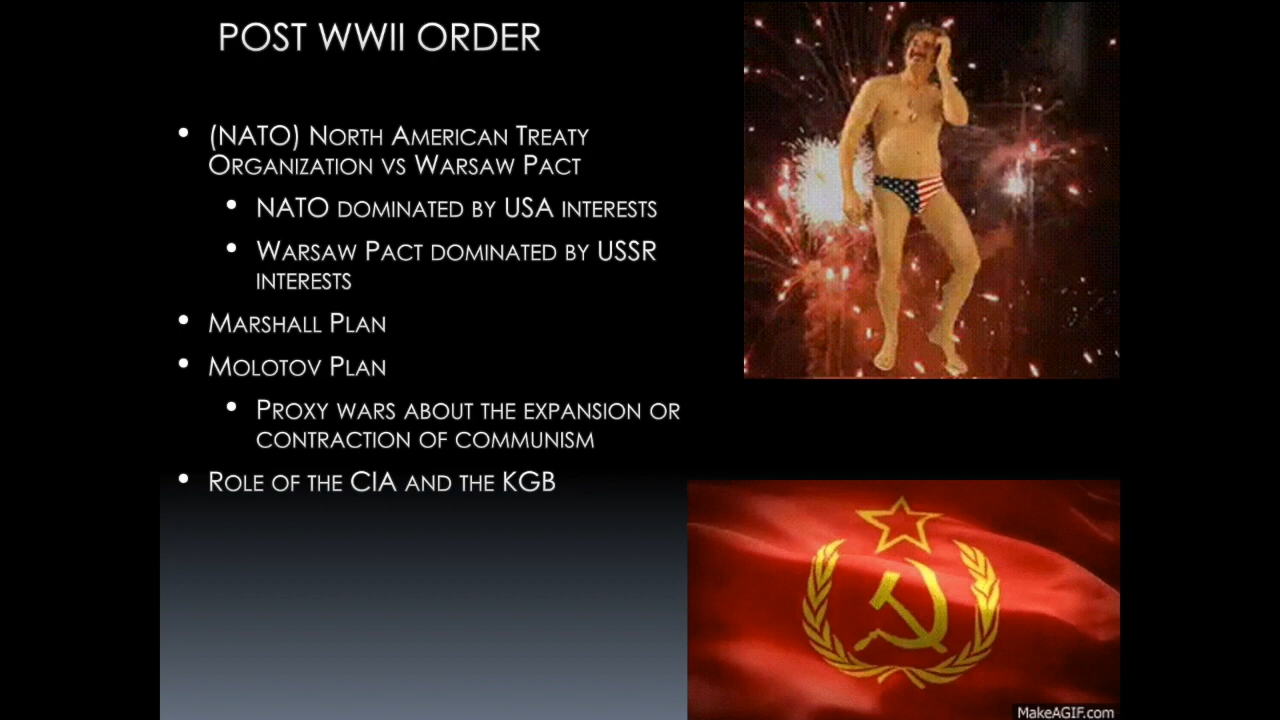 POST WWII ORDER
• (NATO) North American Treaty
Organization vs Warsaw Pact
• NATO dominated by USA interests
• Warsaw Pact dominated by USSR
interests
• Marshall Plan
• Molotov Plan
• Proxy wars about the expansion or
contraction of communism
• Role of the CIA and the KGB
MakeAGIF.com